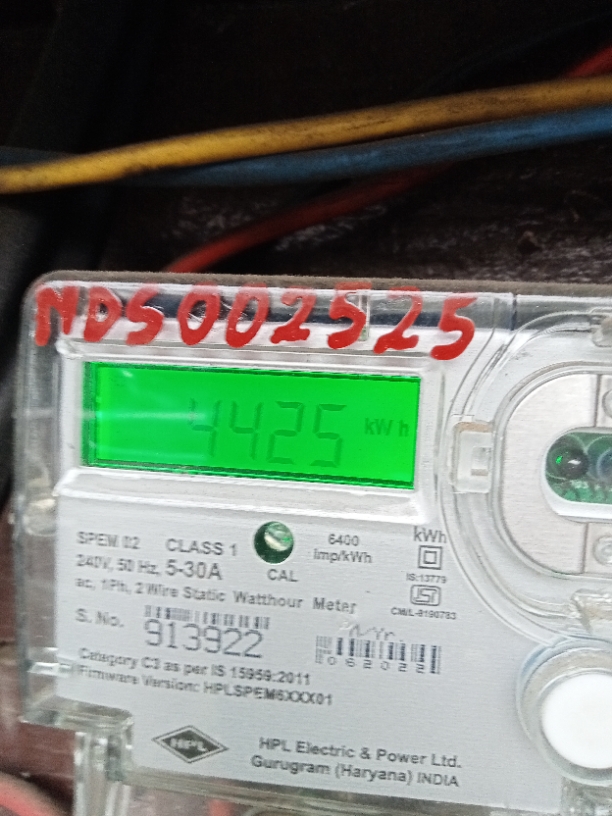 NDS002525
4425 kWh
SPEM 02 CLASS 1
240V, 50 Hz, 5-30A
ac, 1Ph, 2 Wire Static Watthour Meter
CAL
6400
Imp/kWh
kWh
IS:13779
ISI
CM/L-8190783
S. No.
913922
Category C3 as per IS 15959:2011
Firmware Version: HPLSPEM6XXX01
HPL
HPL Electric & Power Ltd.
Gurugram (Haryana) INDIA